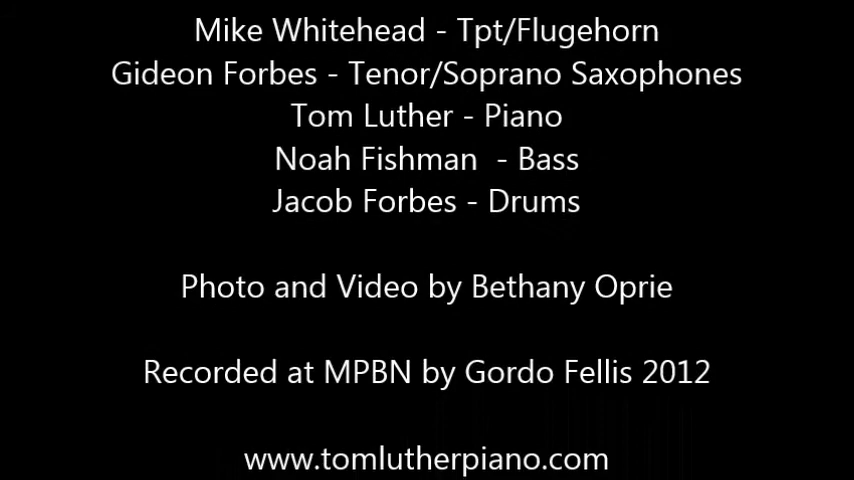 Mike Whitehead - Tpt/Flugehorn
Gideon Forbes - Tenor/Soprano Saxophones
Tom Luther - Piano
Noah Fishman  - Bass
Jacob Forbes - Drums
Photo and Video by Bethany Oprie
Recorded at MPBN by Gordo Fellis 2012
www.tomlutherpiano.com